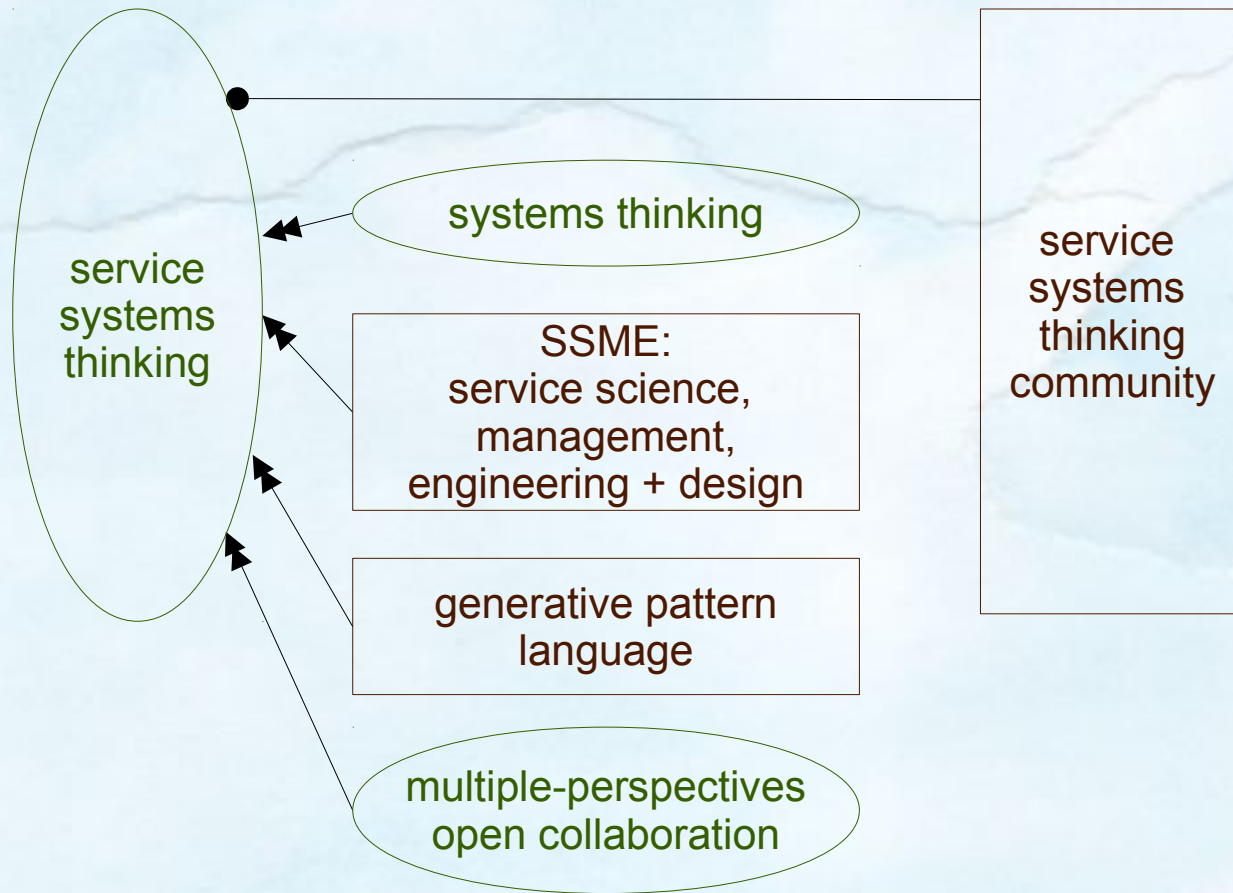 service
systems
thinking
systems thinking
SSME:
service science,
management,
engineering + design
generative pattern
language
multiple-perspectives
open collaboration
service
systems
thinking
community